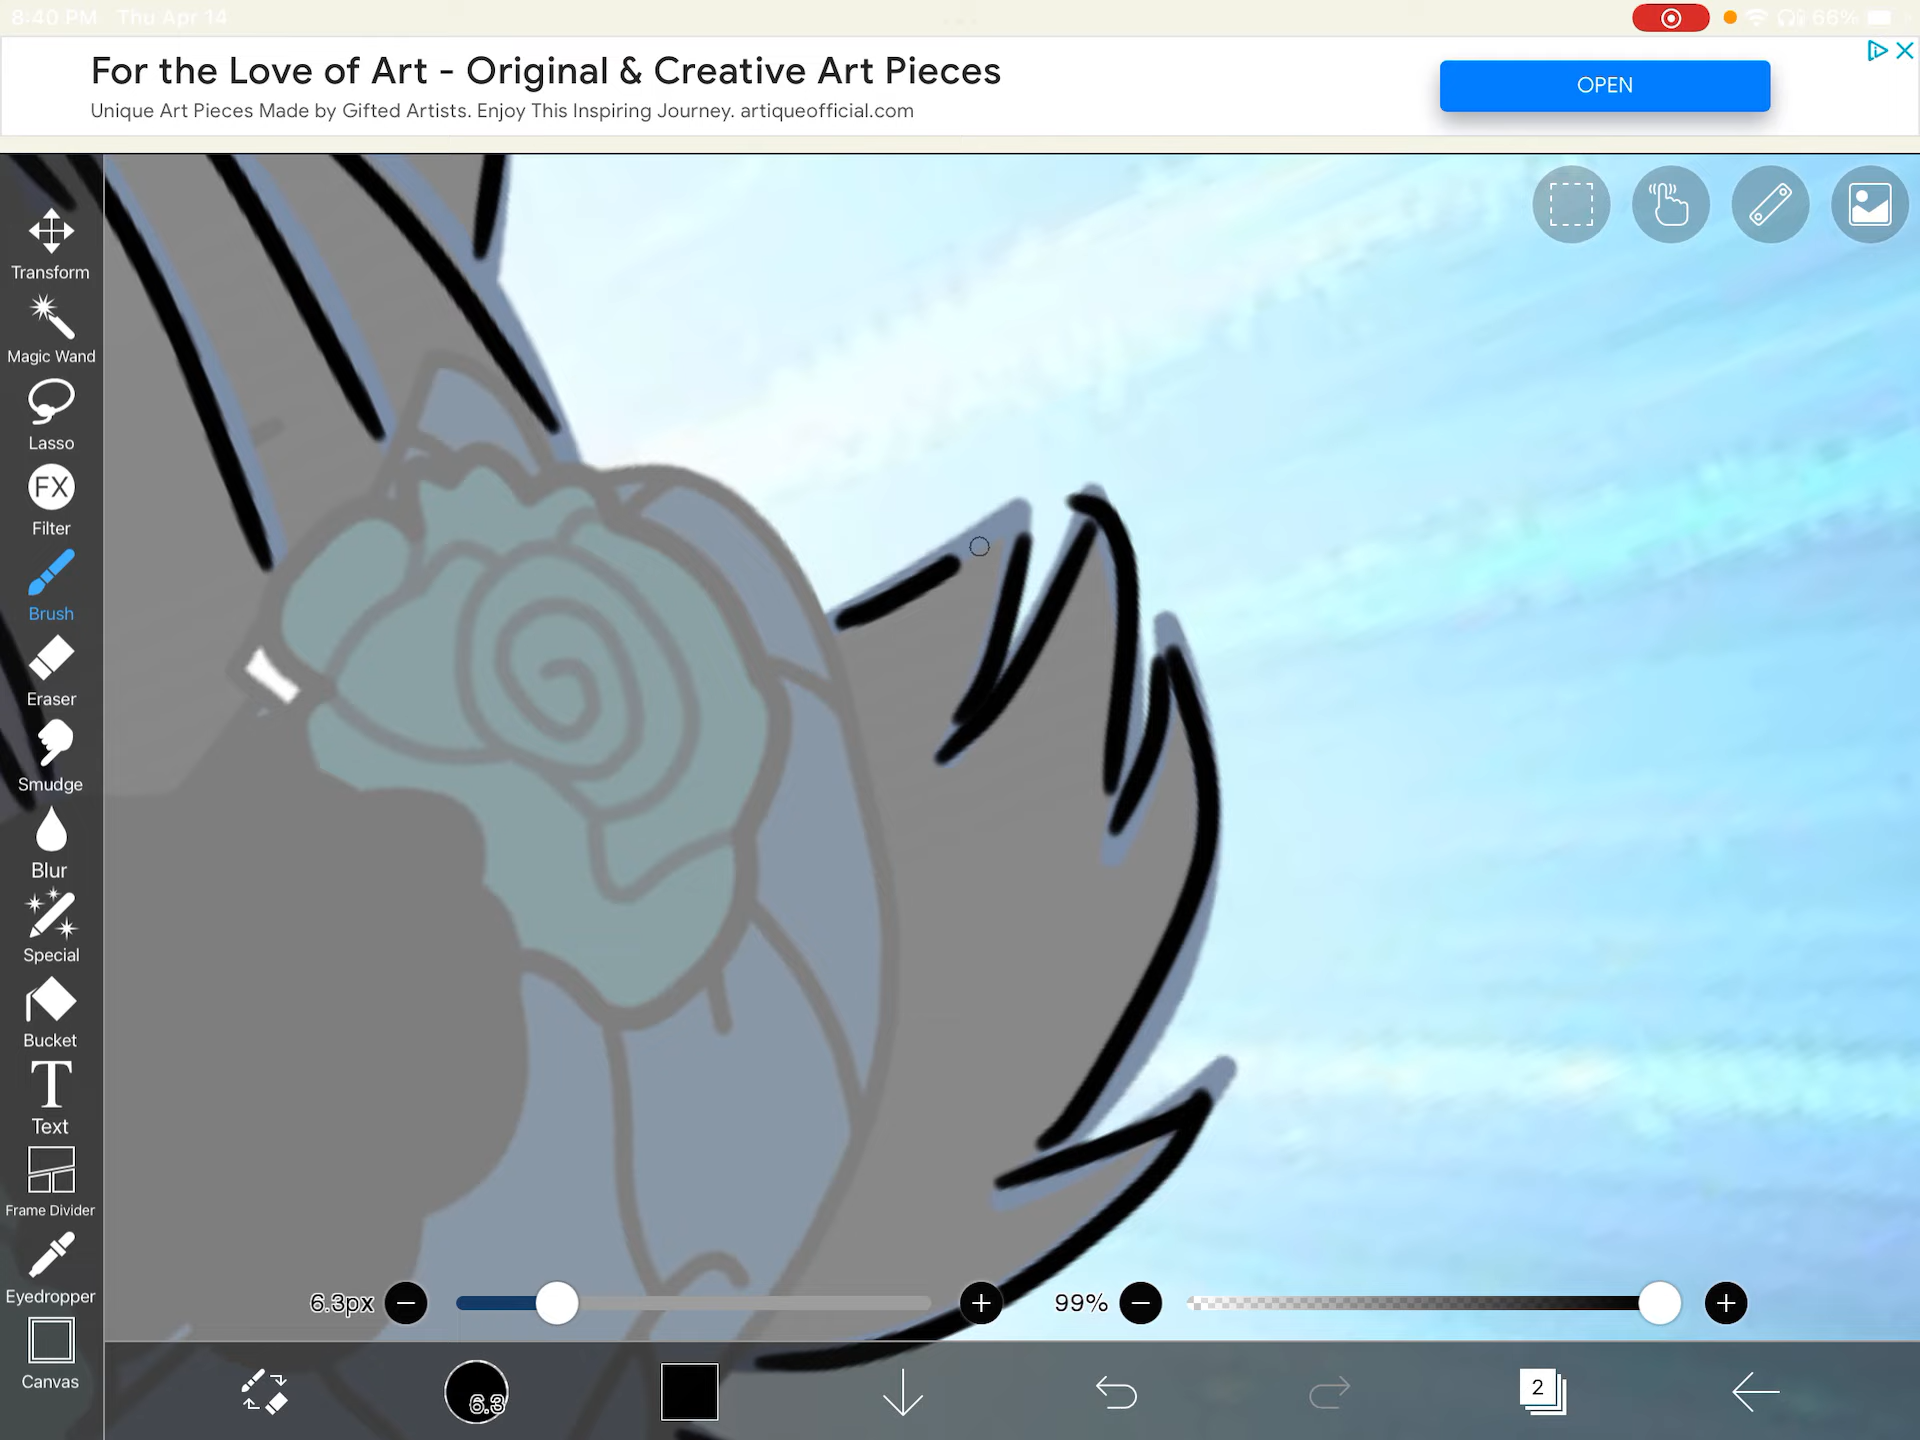 8:40 PM Thu Apr 14
66%
For the Love of Art - Original & Creative Art Pieces
Unique Art Pieces Made by Gifted Artists. Enjoy This Inspiring Journey. artiqueofficial.com
OPEN
Transform
Magic Wand
Lasso
FX
Filter
Brush
Eraser
Smudge
Blur
Special
Bucket
T
Text
Frame Divider
Eyedropper
Canvas
6.3px
99%
6.3
2